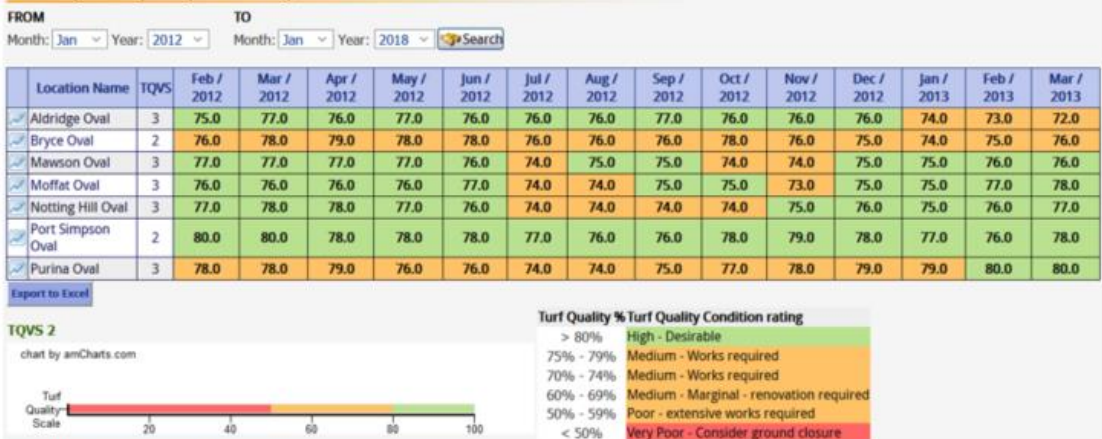 FROM TO
Month: Jan Year: 2012 Month: Jan Year: 2018 Search
Location Name TQVS Feb / 2012 Mar / 2012 Apr / 2012 May / 2012 Jun / 2012 Jul / 2012 Aug / 2012 Sep / 2012 Oct / 2012 Nov / 2012 Dec / 2012 Jan / 2013 Feb / 2013 Mar / 2013
Aldridge Oval 3 75.0 77.0 76.0 77.0 76.0 76.0 76.0 77.0 76.0 76.0 76.0 74.0 73.0 72.0
Bryce Oval 2 76.0 78.0 79.0 78.0 78.0 76.0 76.0 76.0 78.0 76.0 75.0 74.0 75.0 76.0
Mawson Oval 3 77.0 77.0 77.0 77.0 76.0 74.0 75.0 75.0 74.0 74.0 75.0 75.0 76.0 76.0
Moffat Oval 3 76.0 76.0 76.0 76.0 77.0 74.0 74.0 75.0 75.0 73.0 75.0 75.0 77.0 78.0
Notting Hill Oval 3 77.0 78.0 78.0 77.0 76.0 74.0 74.0 74.0 74.0 75.0 76.0 75.0 76.0 77.0
Port Simpson Oval 2 80.0 80.0 78.0 78.0 78.0 77.0 76.0 76.0 78.0 79.0 78.0 77.0 76.0 78.0
Purina Oval 3 78.0 78.0 79.0 76.0 76.0 74.0 74.0 75.0 77.0 78.0 79.0 79.0 80.0 80.0
Export to Excel
TQVS 2
chart by amCharts.com
Turf
Quality
Scale
20 40 60 80 100
Turf Quality % Turf Quality Condition rating
> 80% High - Desirable
75% - 79% Medium - Works required
70% - 74% Medium - Works required
60% - 69% Medium - Marginal - renovation required
50% - 59% Poor - extensive works required
< 50% Very Poor - Consider ground closure